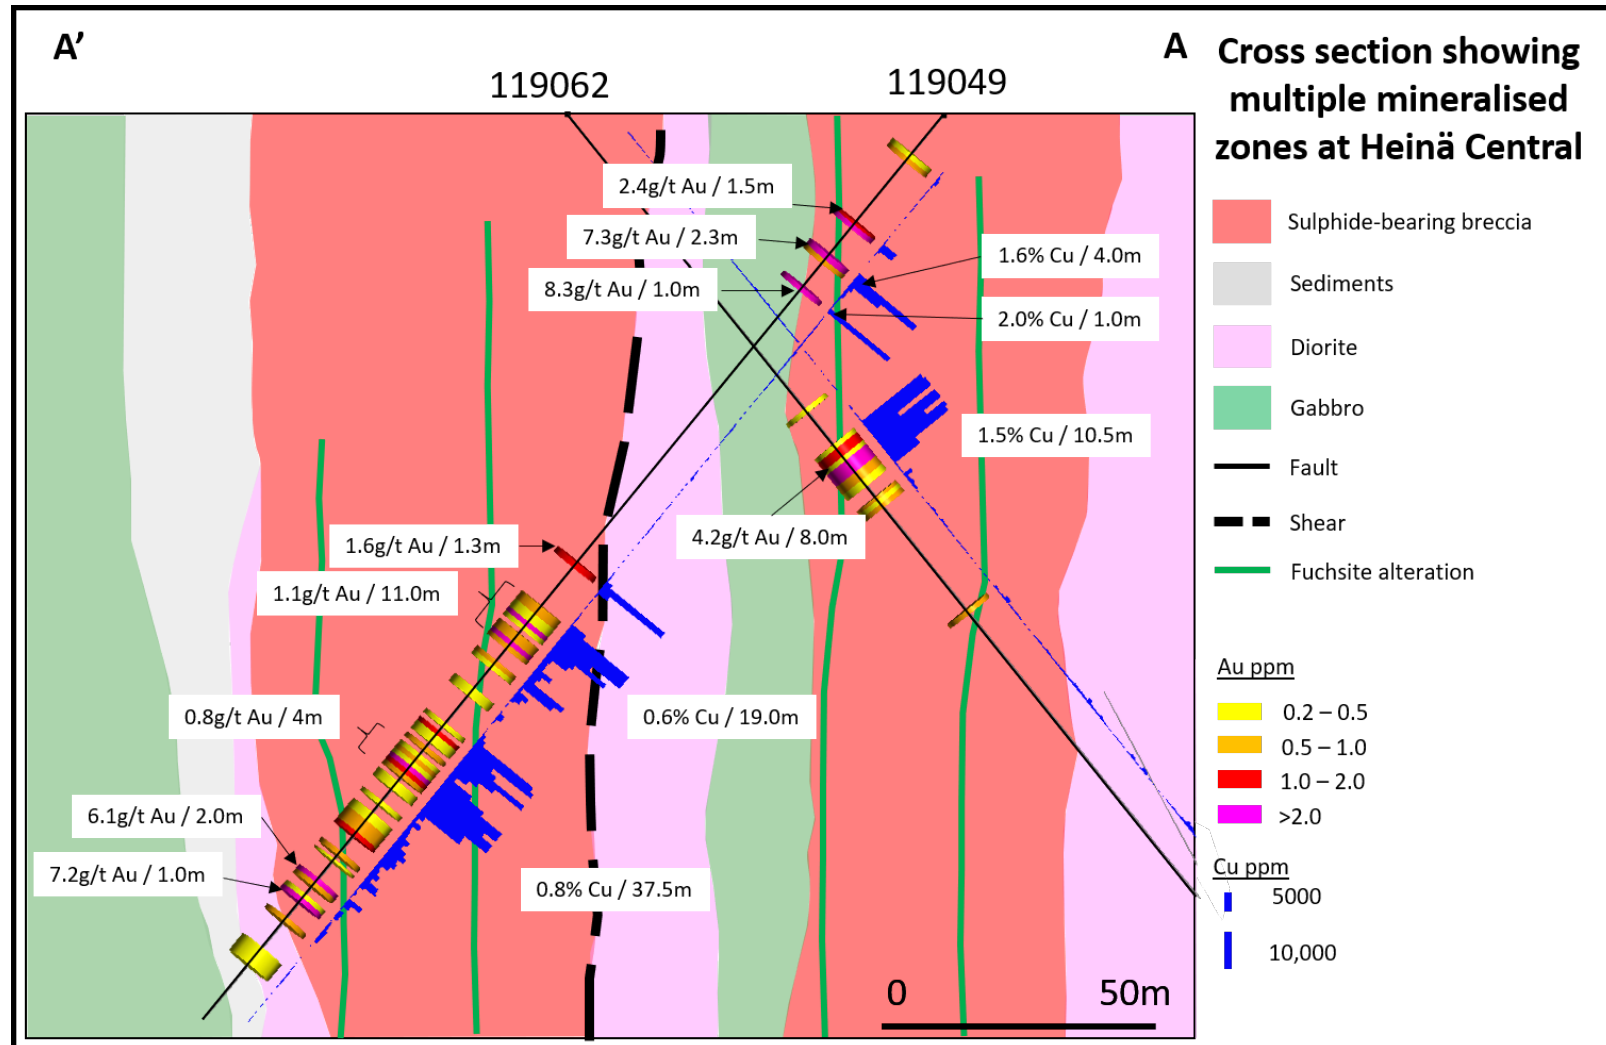 A’
A
119062
119049
Cross section showing
multiple mineralised
zones at Heinä Central
2.4g/t Au / 1.5m
7.3g/t Au / 2.3m
8.3g/t Au / 1.0m
1.6% Cu / 4.0m
2.0% Cu / 1.0m
1.5% Cu / 10.5m
4.2g/t Au / 8.0m
1.6g/t Au / 1.3m
1.1g/t Au / 11.0m
0.8g/t Au / 4m
0.6% Cu / 19.0m
6.1g/t Au / 2.0m
7.2g/t Au / 1.0m
0.8% Cu / 37.5m
0
50m
Sulphide-bearing breccia
Sediments
Diorite
Gabbro
Fault
Shear
Fuchsite alteration
Au ppm
0.2 – 0.5
0.5 – 1.0
1.0 – 2.0
>2.0
Cu ppm
5000
10,000